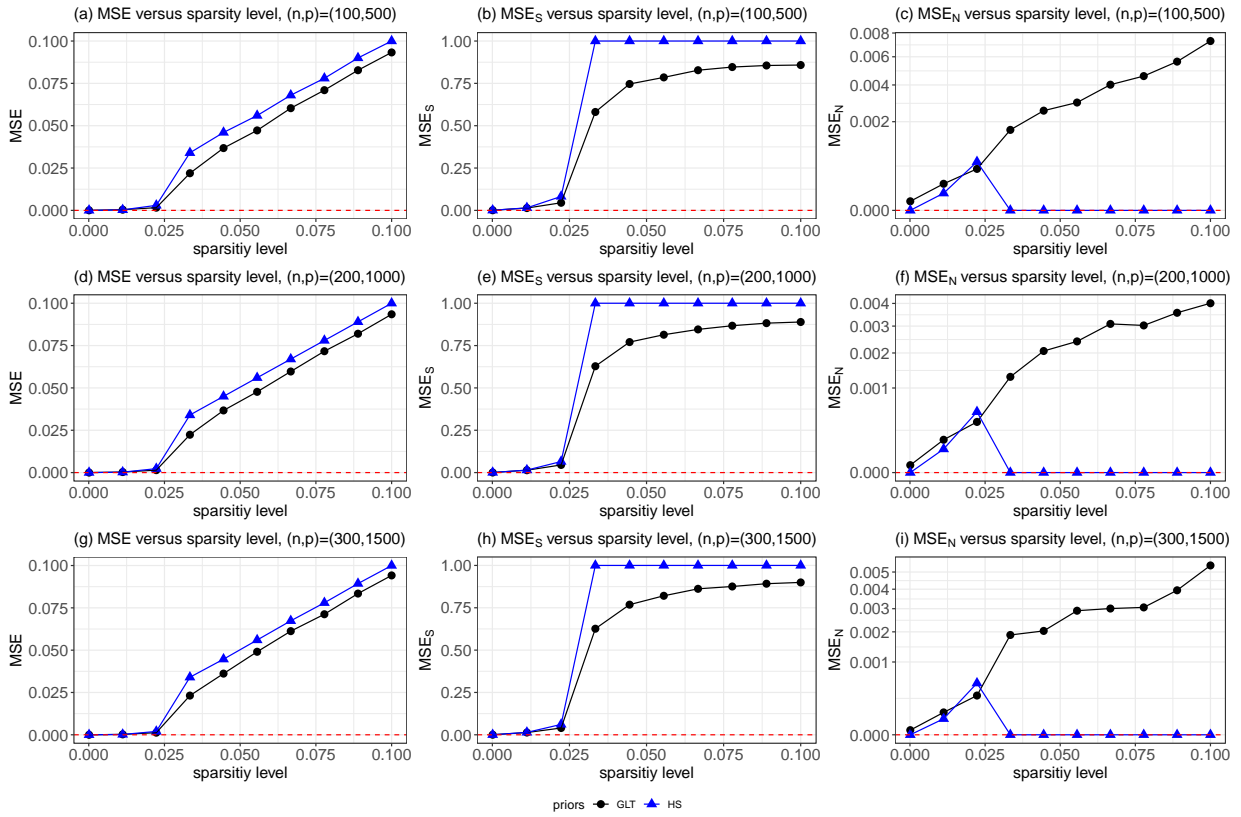 (a) MSE versus sparsity level, (n,p)=(100,500)
MSE
0.100
0.075
0.050
0.025
0.000
0.000 0.025 0.050 0.075 0.100
sparsitiy level
(b) MSE_S versus sparsity level, (n,p)=(100,500)
MSE_S
1.00
0.75
0.50
0.25
0.00
0.000 0.025 0.050 0.075 0.100
sparsitiy level
(c) MSE_N versus sparsity level, (n,p)=(100,500)
MSE_N
0.008
0.006
0.004
0.002
0.000
0.000 0.025 0.050 0.075 0.100
sparsitiy level
(d) MSE versus sparsity level, (n,p)=(200,1000)
MSE
0.100
0.075
0.050
0.025
0.000
0.000 0.025 0.050 0.075 0.100
sparsitiy level
(e) MSE_S versus sparsity level, (n,p)=(200,1000)
MSE_S
1.00
0.75
0.50
0.25
0.00
0.000 0.025 0.050 0.075 0.100
sparsitiy level
(f) MSE_N versus sparsity level, (n,p)=(200,1000)
MSE_N
0.004
0.003
0.002
0.001
0.000
0.000 0.025 0.050 0.075 0.100
sparsitiy level
(g) MSE versus sparsity level, (n,p)=(300,1500)
MSE
0.100
0.075
0.050
0.025
0.000
0.000 0.025 0.050 0.075 0.100
sparsitiy level
(h) MSE_S versus sparsity level, (n,p)=(300,1500)
MSE_S
1.00
0.75
0.50
0.25
0.00
0.000 0.025 0.050 0.075 0.100
sparsitiy level
(i) MSE_N versus sparsity level, (n,p)=(300,1500)
MSE_N
0.005
0.004
0.003
0.002
0.001
0.000
0.000 0.025 0.050 0.075 0.100
sparsitiy level
priors GLT HS